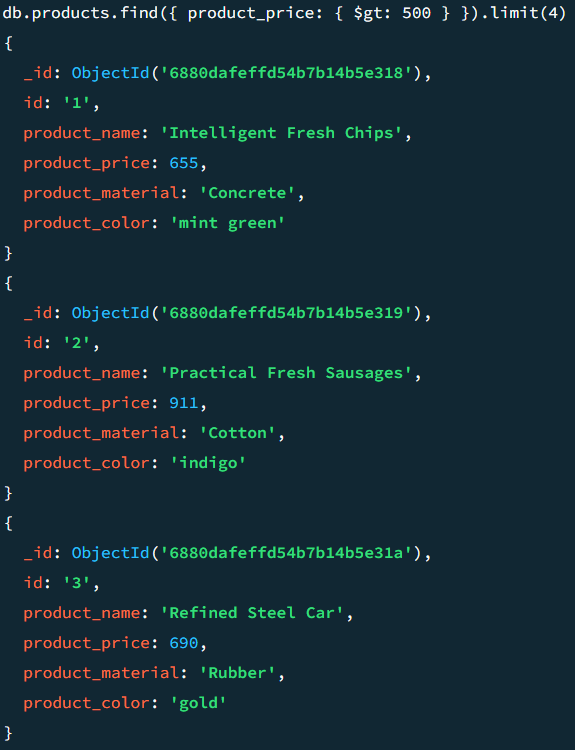 db.products.find({ product_price: { $gt: 500 } }).limit(4)
{
  _id: ObjectId('6880dafeffd54b7b14b5e318'),
  id: '1',
  product_name: 'Intelligent Fresh Chips',
  product_price: 655,
  product_material: 'Concrete',
  product_color: 'mint green'
}
{
  _id: ObjectId('6880dafeffd54b7b14b5e319'),
  id: '2',
  product_name: 'Practical Fresh Sausages',
  product_price: 911,
  product_material: 'Cotton',
  product_color: 'indigo'
}
{
  _id: ObjectId('6880dafeffd54b7b14b5e31a'),
  id: '3',
  product_name: 'Refined Steel Car',
  product_price: 690,
  product_material: 'Rubber',
  product_color: 'gold'
}